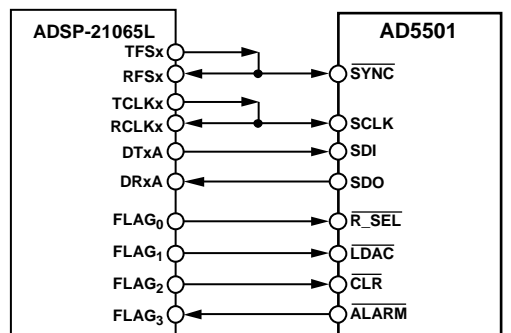 ADSP-21065L
AD5501
TFSx
RFSx
SYNC
TCLKx
RCLKx
SCLK
DTxA
SDI
DRxA
SDO
FLAG0
R_SEL
FLAG1
LDAC
FLAG2
CLR
FLAG3
ALARM